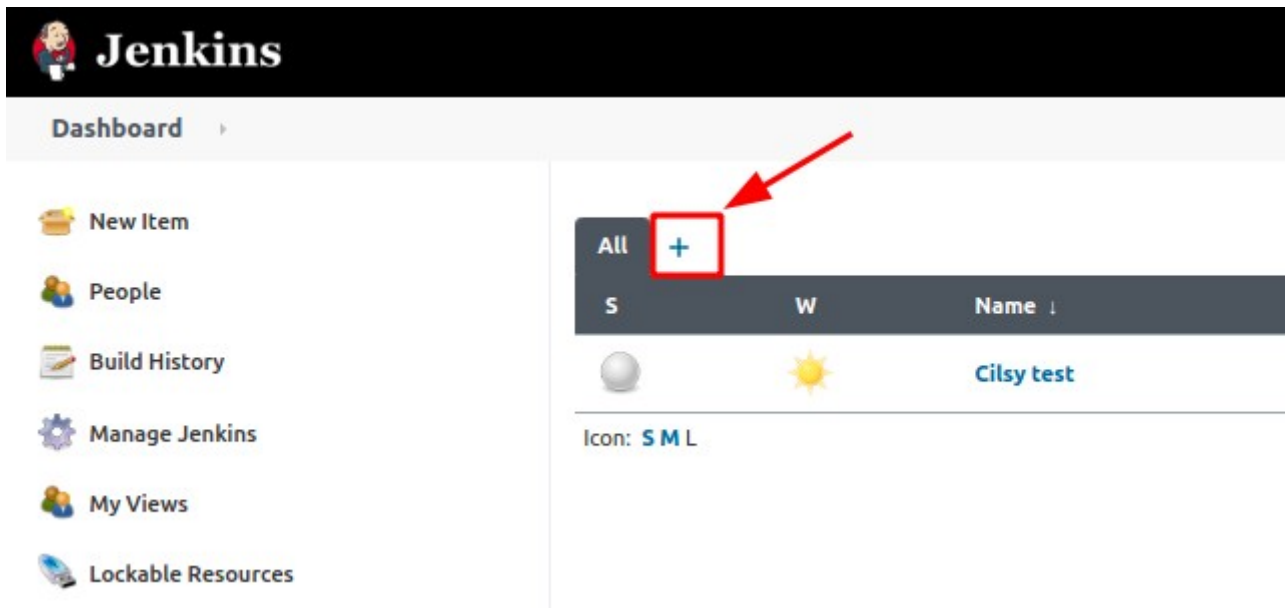 Jenkins
Dashboard
New Item
People
Build History
Manage Jenkins
My Views
Lockable Resources
All +
S W Name ↓
Cilsy test
Icon: S M L